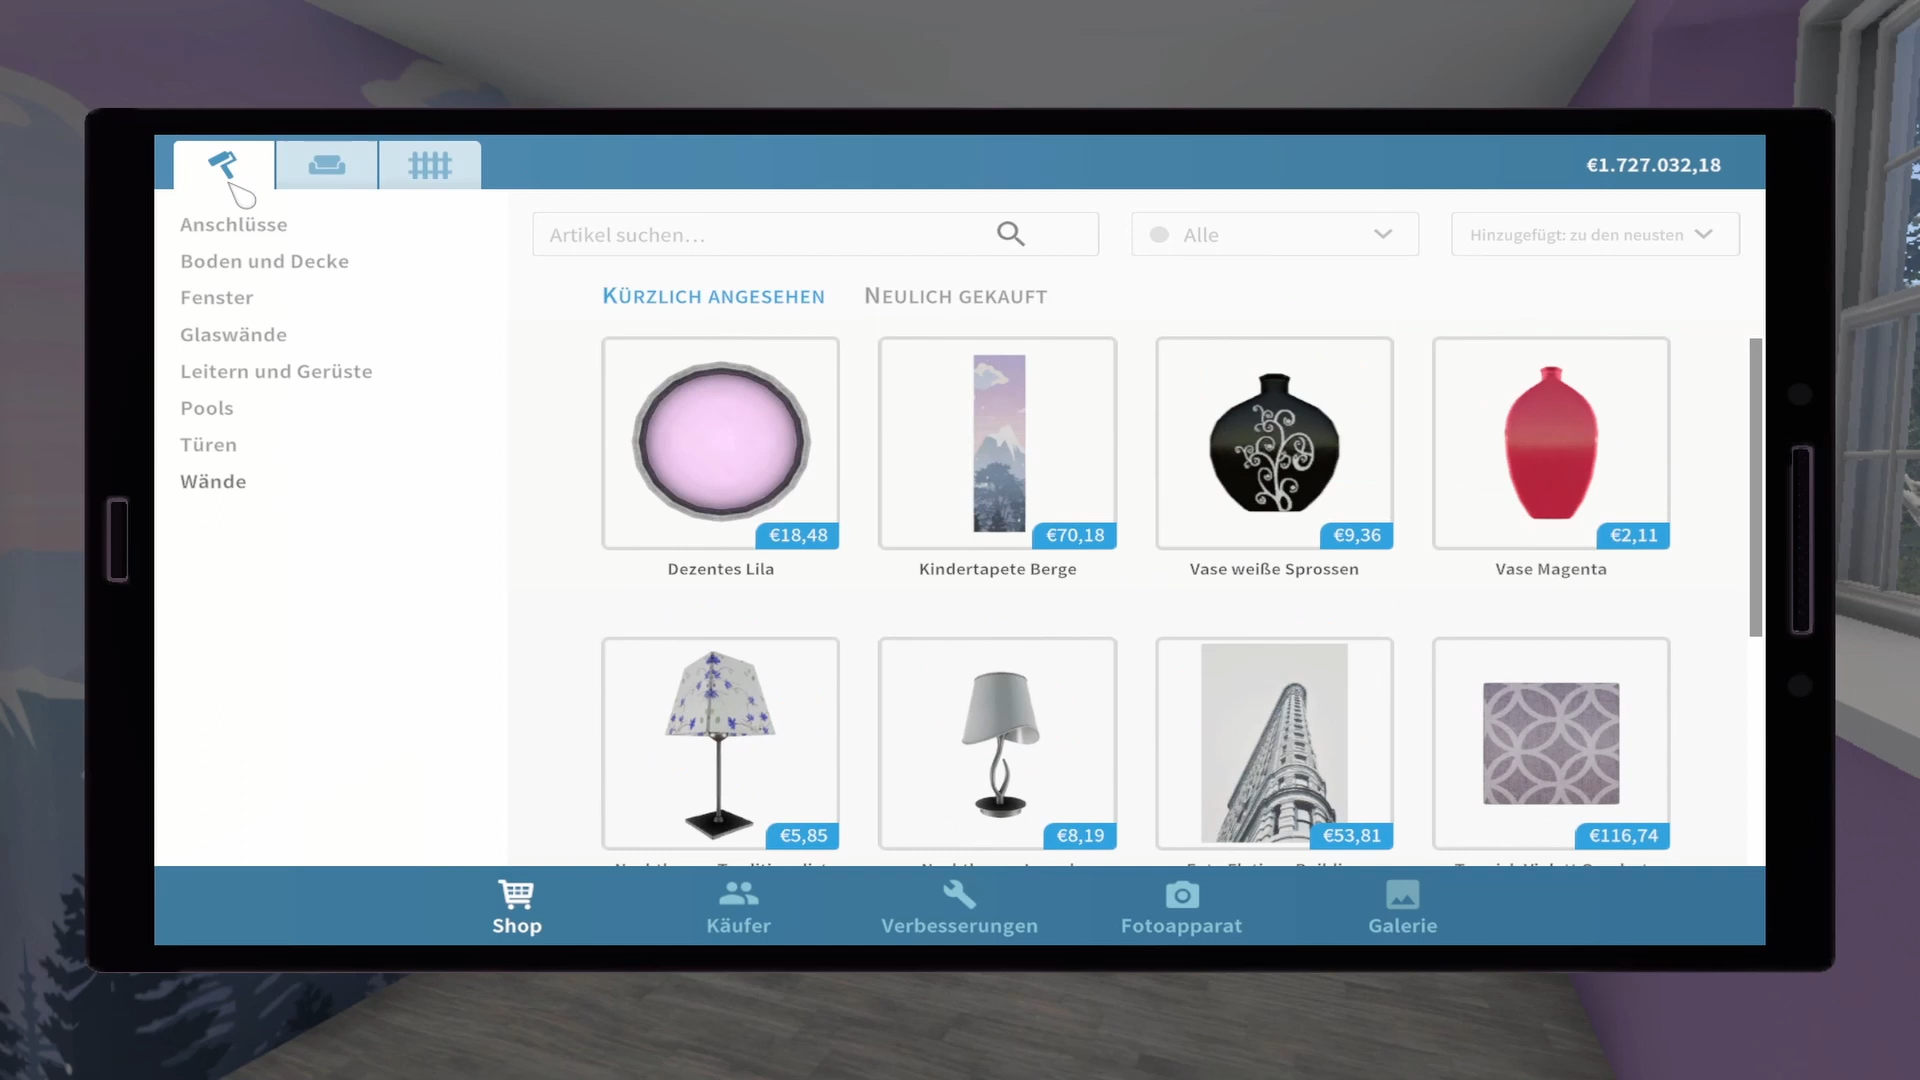 €1.727.032,18
Anschlüsse
Boden und Decke
Fenster
Glaswände
Leitern und Gerüste
Pools
Türen
Wände
Artikel suchen...
Alle
Hinzugefügt: zu den neusten
KÜRZLICH ANGESEHEN
NEULICH GEKAUFT
€18,48
€70,18
€9,36
€2,11
Dezentes Lila
Kindertapete Berge
Vase weiße Sprossen
Vase Magenta
€5,85
€8,19
€53,81
€116,74
Shop
Käufer
Verbesserungen
Fotoapparat
Galerie